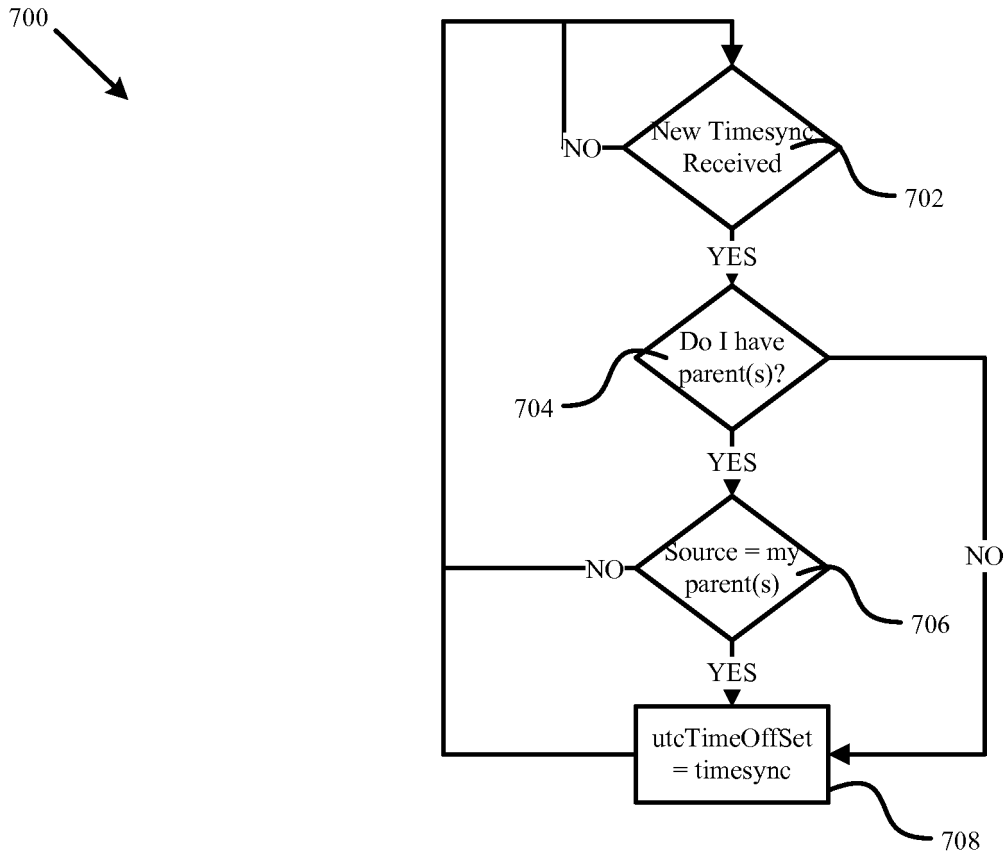 700
New Timesync
Received
NO
702
YES
Do I have
parent(s)?
704
YES
NO
Source = my
parent(s)
NO
706
YES
utcTimeOffSet
= timesync
708